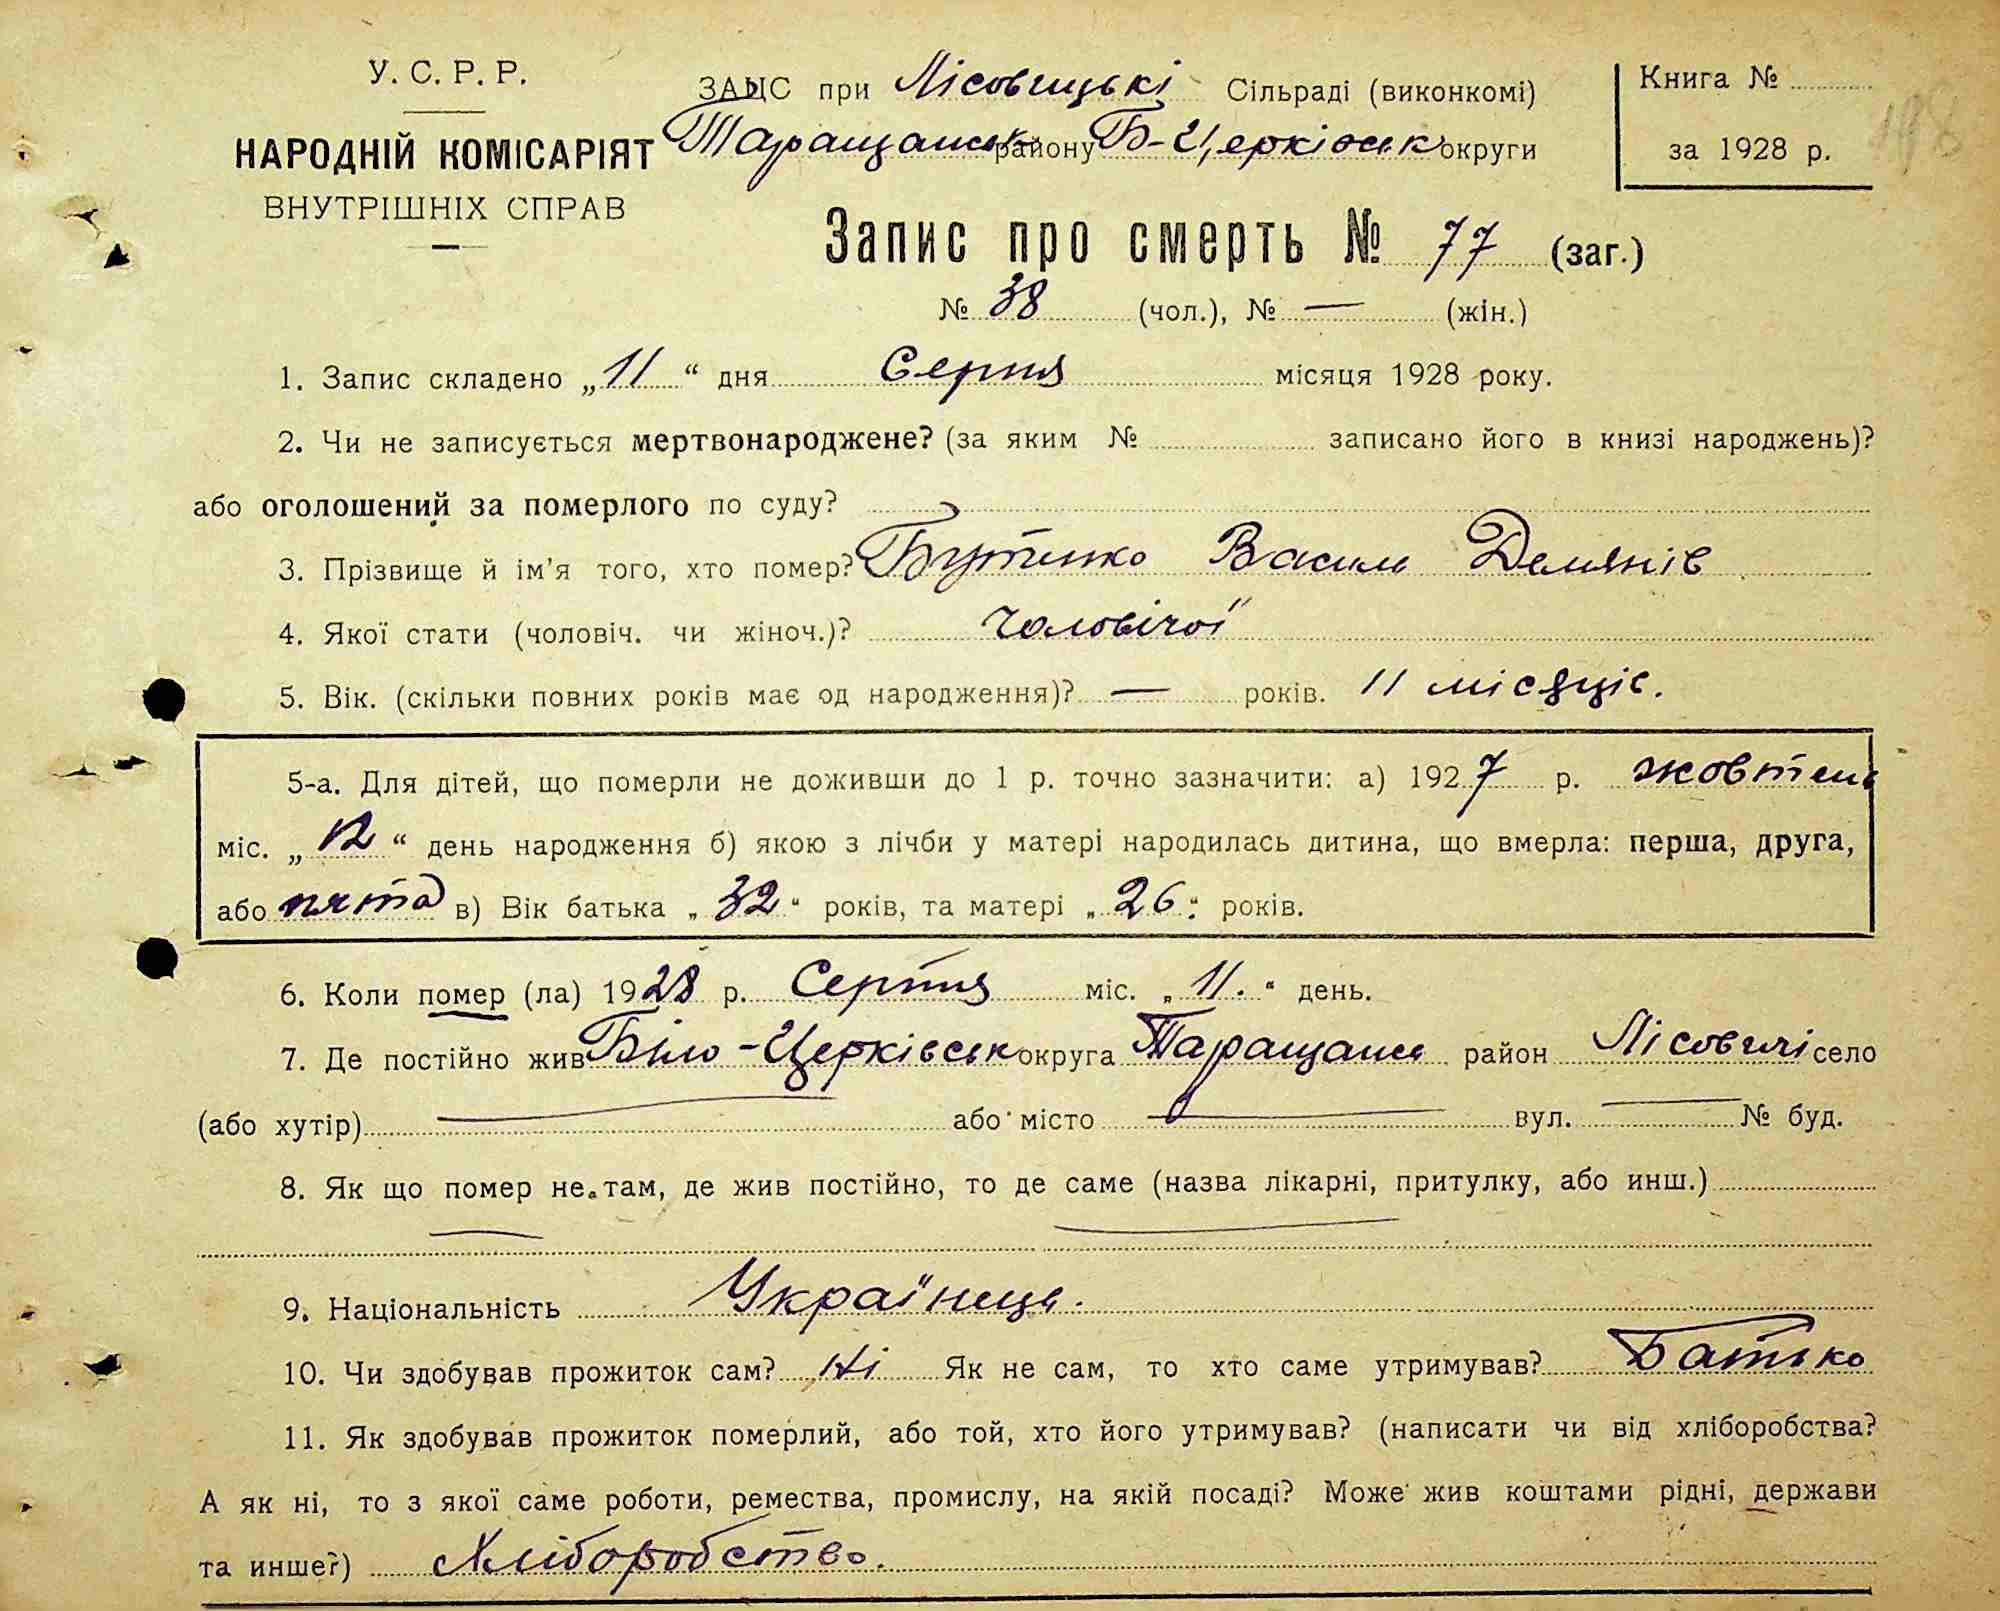 У. С. Р. Р.
НАРОДНІЙ КОМІСАРІЯТ
ВНУТРІШНІХ СПРАВ
ЗАЦС при Лісовицькі Сільраді (виконкомі)
Таращанськ району Б-Церківськ округи
Книга №
за 1928 р.
198
Запис про смерть № 77 (заг.)
№ 38 (чол.), № — (жін.)
1. Запис складено „11“ дня Серпня місяця 1928 року.
2. Чи не записується мертвонароджене? (за яким № записано його в книзі народжень)?
або оголошений за померлого по суду?
3. Прізвище й ім'я того, хто помер? Бутенко Василь Демянів
4. Якої стати (чоловіч. чи жіноч.)? Чоловічої
5. Вік. (скільки повних років має од народження)? — років. 11 місяців.
5-а. Для дітей, що померли не доживши до 1 р. точно зазначити: а) 1927 р. жовтень
міс. „12“ день народження б) якою з лічби у матері народилась дитина, що вмерла: перша, друга,
або пята в) Вік батька „32“ років, та матері „26“ років.
6. Коли помер (ла) 1928 р. Серпня міс. „11.“ день.
7. Де постійно жив Біло-Церківськ округа Таращанс район Лісовичі село
(або хутір) — або місто — вул. — № буд.
8. Як що помер не там, де жив постійно, то де саме (назва лікарні, притулку, або инш.)
9. Національність Українець.
10. Чи здобував прожиток сам? Ні Як не сам, то хто саме утримував? Батько
11. Як здобував прожиток померлий, або той, хто його утримував? (написати чи від хліборобства?
А як ні, то з якої саме роботи, ремества, промислу, на якій посаді? Може жив коштами рідні, держави
та инше?) Хліборобство.